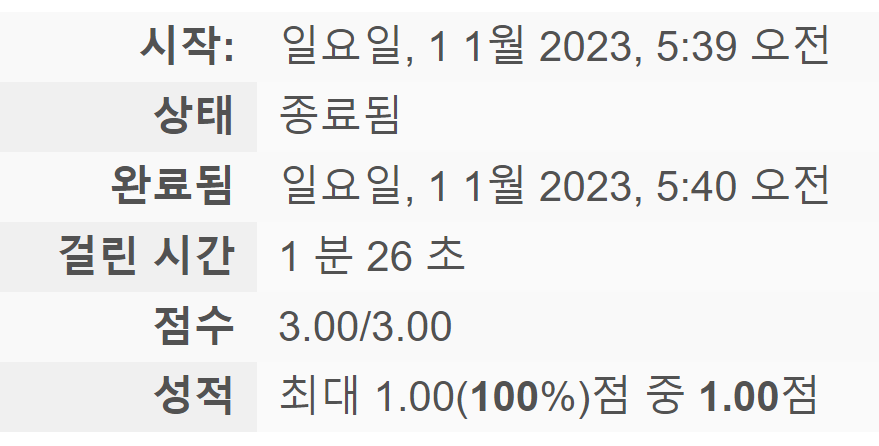 시작: 일요일, 1 1월 2023, 5:39 오전
상태 종료됨
완료됨 일요일, 1 1월 2023, 5:40 오전
걸린 시간 1 분 26 초
점수 3.00/3.00
성적 최대 1.00(100%)점 중 1.00점